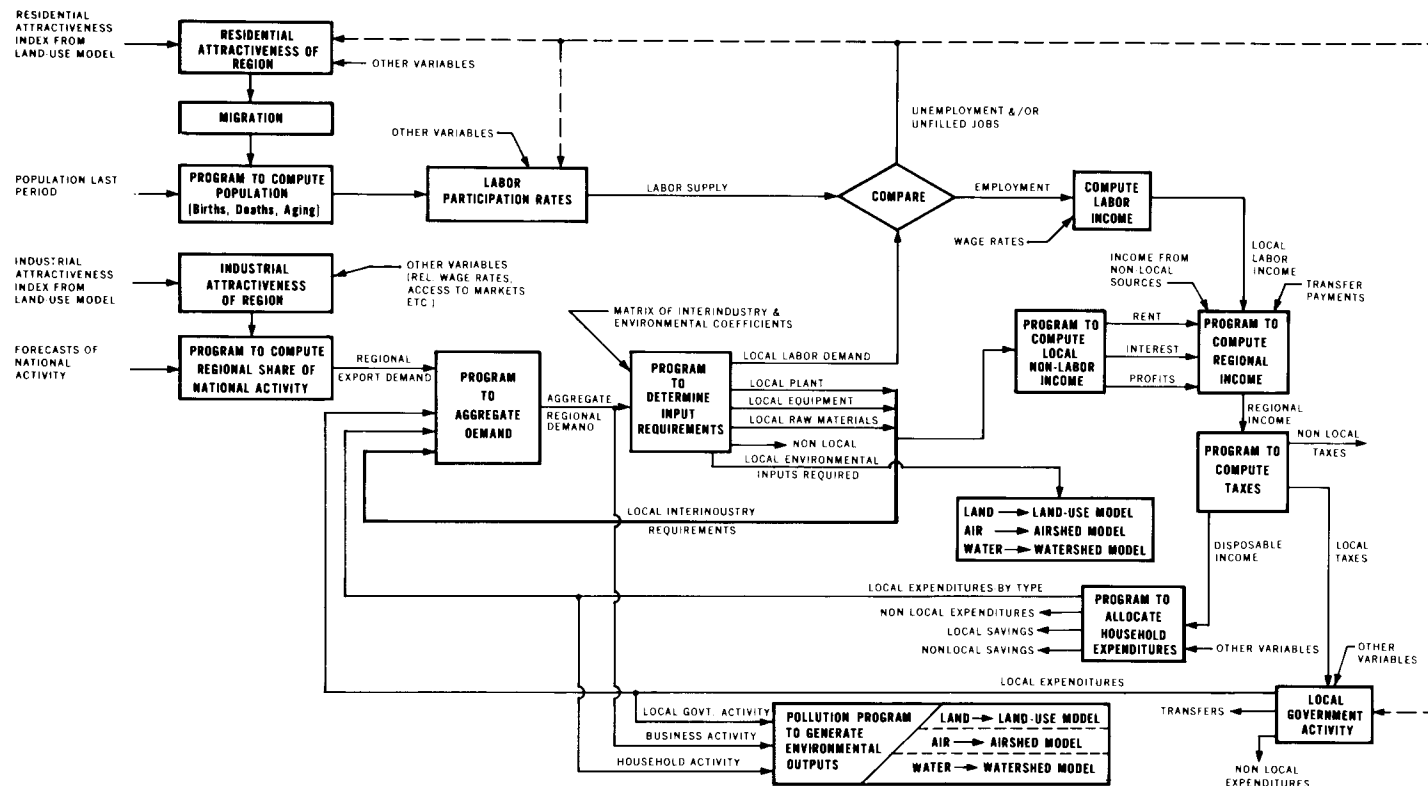 RESIDENTIAL
ATTRACTIVENESS
INDEX FROM
LAND-USE MODEL
RESIDENTIAL
ATTRACTIVENESS OF
REGION
OTHER VARIABLES
MIGRATION
UNEMPLOYMENT &/OR
UNFILLED JOBS
OTHER VARIABLES
POPULATION LAST
PERIOD
PROGRAM TO COMPUTE
POPULATION
(Births, Deaths, Aging)
LABOR
PARTICIPATION RATES
LABOR SUPPLY
COMPARE
EMPLOYMENT
COMPUTE
LABOR
INCOME
WAGE RATES
INDUSTRIAL
ATTRACTIVENESS
INDEX FROM
LAND-USE MODEL
INDUSTRIAL
ATTRACTIVENESS
OF REGION
OTHER VARIABLES
(REL. WAGE RATES,
ACCESS TO MARKETS
ETC.)
INCOME FROM
NON-LOCAL
SOURCES
LOCAL
LABOR
INCOME
TRANSFER
PAYMENTS
MATRIX OF INTERINDUSTRY &
ENVIRONMENTAL COEFFICIENTS
FORECASTS OF
NATIONAL
ACTIVITY
PROGRAM TO COMPUTE
REGIONAL SHARE OF
NATIONAL ACTIVITY
REGIONAL
EXPORT DEMAND
PROGRAM
TO
AGGREGATE
DEMAND
AGGREGATE
REGIONAL
DEMAND
PROGRAM
TO
DETERMINE
INPUT
REQUIREMENTS
LOCAL LABOR DEMAND
LOCAL PLANT
LOCAL EQUIPMENT
LOCAL RAW MATERIALS
NON LOCAL
LOCAL ENVIRONMENTAL
INPUTS REQUIRED
PROGRAM TO
COMPUTE
LOCAL
NON-LABOR
INCOME
RENT
INTEREST
PROFITS
PROGRAM TO
COMPUTE
REGIONAL
INCOME
REGIONAL
INCOME
NON LOCAL
TAXES
PROGRAM TO
COMPUTE
TAXES
LOCAL INTERINDUSTRY
REQUIREMENTS
LAND → LAND-USE MODEL
AIR → AIRSHED MODEL
WATER → WATERSHED MODEL
DISPOSABLE
INCOME
LOCAL
TAXES
LOCAL EXPENDITURES BY TYPE
NON LOCAL EXPENDITURES
LOCAL SAVINGS
NONLOCAL SAVINGS
PROGRAM TO
ALLOCATE
HOUSEHOLD
EXPENDITURES
OTHER VARIABLES
OTHER
VARIABLES
LOCAL EXPENDITURES
LOCAL GOVT. ACTIVITY
BUSINESS ACTIVITY
HOUSEHOLD ACTIVITY
POLLUTION PROGRAM
TO GENERATE
ENVIRONMENTAL
OUTPUTS
LAND → LAND-USE MODEL
AIR → AIRSHED MODEL
WATER → WATERSHED MODEL
TRANSFERS
LOCAL
GOVERNMENT
ACTIVITY
NON LOCAL
EXPENDITURES